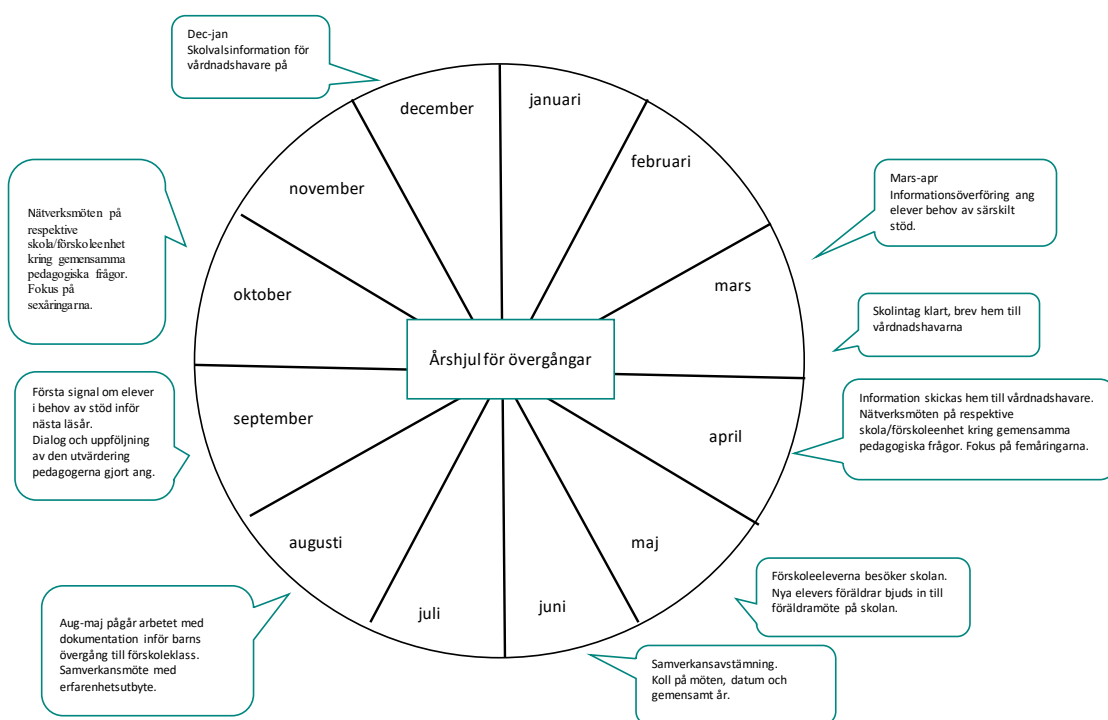 Dec-jan
Skolvalsinformation för
vårdnadshavare på
december
januari
februari
november
Mars-apr
Informationsöverföring ang
elever behov av särskilt
stöd.
Nätverksmöten på
respektive
skola/förskoleenhet
kring gemensamma
pedagogiska frågor.
Fokus på
sexåringarna.
oktober
mars
Skolintag klart, brev hem till
vårdnadshavarna
Årshjul för övergångar
Första signal om elever
i behov av stöd inför
nästa läsår.
Dialog och uppföljning
av den utvärdering
pedagogerna gjort ang.
september
april
Information skickas hem till vårdnadshavare.
Nätverksmöten på respektive
skola/förskoleenhet kring gemensamma
pedagogiska frågor. Fokus på femåringarna.
augusti
maj
juli
juni
Förskoleeleverna besöker skolan.
Nya elevers föräldrar bjuds in till
föräldramöte på skolan.
Aug-maj pågår arbetet med
dokumentation inför barns
övergång till förskoleklass.
Samverkansmöte med
erfarenhetsutbyte.
Samverkansavstämning.
Koll på möten, datum och
gemensamt år.